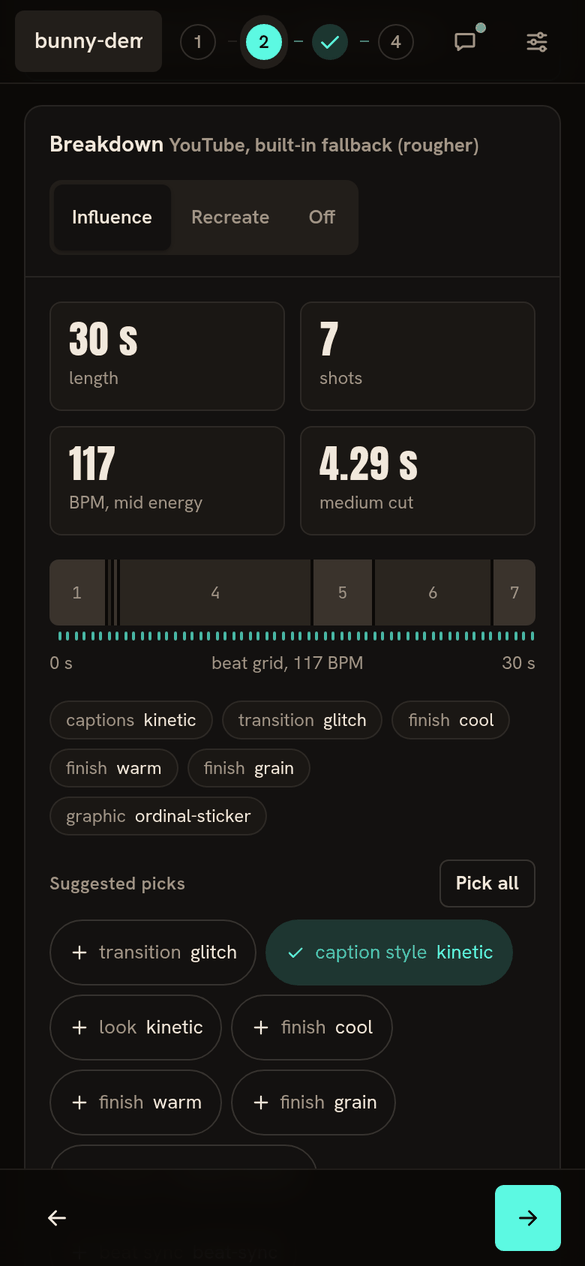 bunny-dem
1
2
4
Breakdown YouTube, built-in fallback (rougher)
Influence Recreate Off
30 s
length
7
shots
117
BPM, mid energy
4.29 s
medium cut
1 4 5 6 7
0 s beat grid, 117 BPM 30 s
captions kinetic transition glitch finish cool
finish warm finish grain
graphic ordinal-sticker
Suggested picks Pick all
transition glitch caption style kinetic
look kinetic finish cool
finish warm finish grain